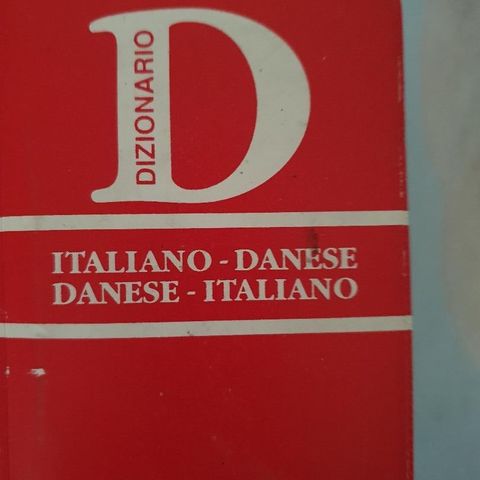 D
DIZIONARIO
ITALIANO - DANESE
DANESE - ITALIANO